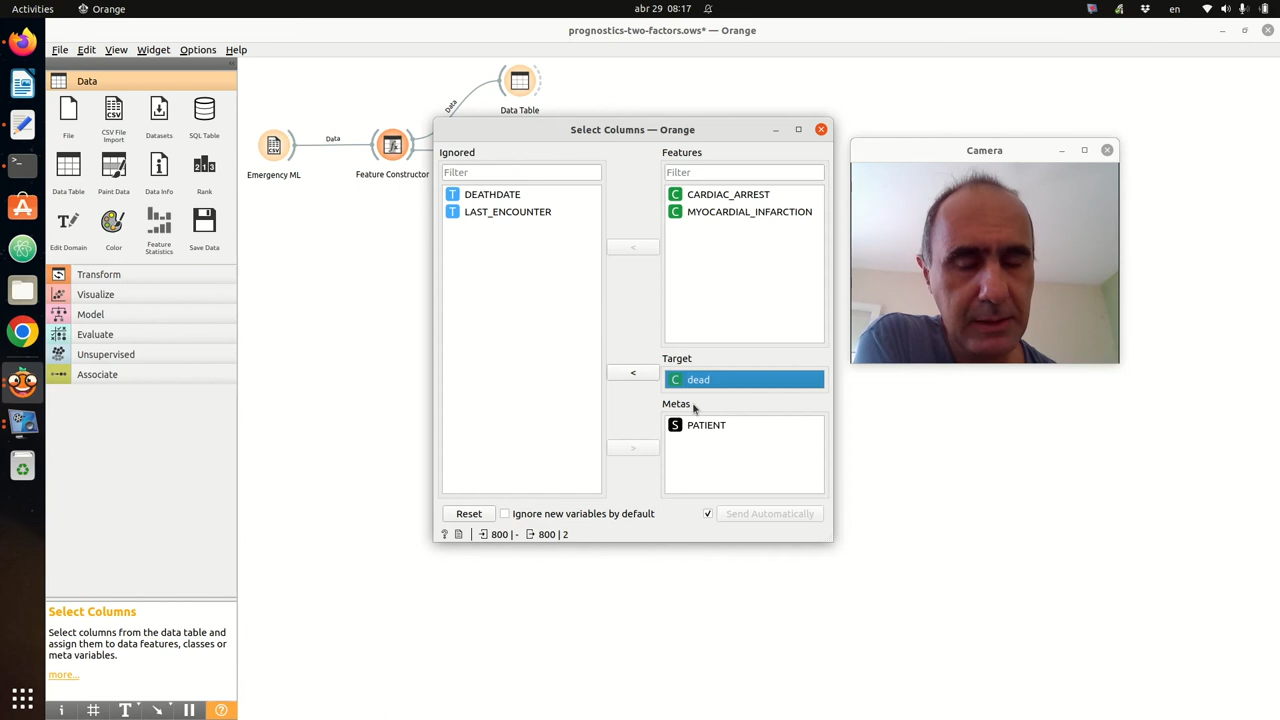 Activities
Orange
abr 29 08:17
en
prognostics-two-factors.ows* — Orange
File Edit View Widget Options Help
Data
File
CSV File Import
Datasets
SQL Table
Data Table
Paint Data
Data Info
Rank
Edit Domain
Color
Feature Statistics
Save Data
Transform
Visualize
Model
Evaluate
Unsupervised
Associate
Select Columns
Select columns from the data table and
assign them to data features, classes or
meta variables.
more...
Emergency ML
Data
Feature Constructor
Data
Data Table
Select Columns — Orange
Ignored
Filter
DEATHDATE
LAST_ENCOUNTER
<
<
>
Features
Filter
CARDIAC_ARREST
MYOCARDIAL_INFARCTION
Target
dead
Metas
PATIENT
Reset
Ignore new variables by default
Send Automatically
800 | - 800 | 2
Camera